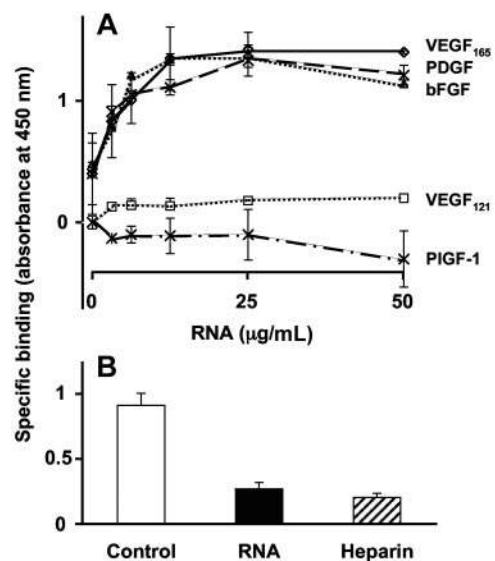 A
VEGF165
PDGF
bFGF
1
VEGF121
0
PlGF-1
0 25 50
RNA (μg/mL)
Specific binding (absorbance at 450 nm)
B
1
0.5
0
Control RNA Heparin